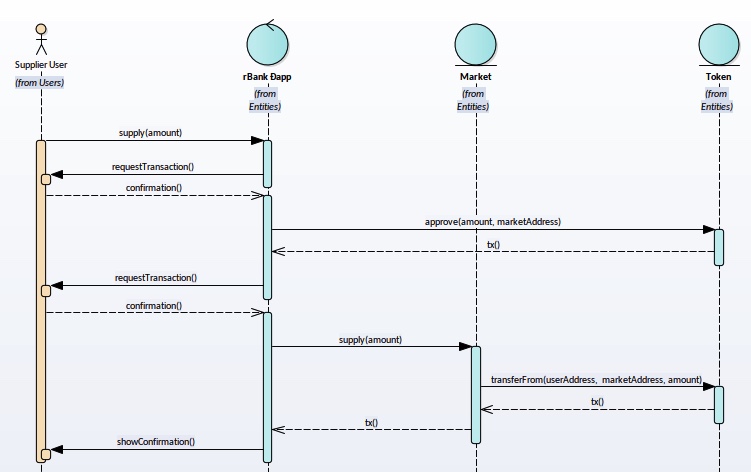 Supplier User
(from Users)
rBank Đapp
(from
Entities)
Market
(from
Entities)
Token
(from
Entities)
supply(amount)
requestTransaction()
confirmation()
approve(amount, marketAddress)
tx()
requestTransaction()
confirmation()
supply(amount)
transferFrom(userAddress, marketAddress, amount)
tx()
tx()
showConfirmation()